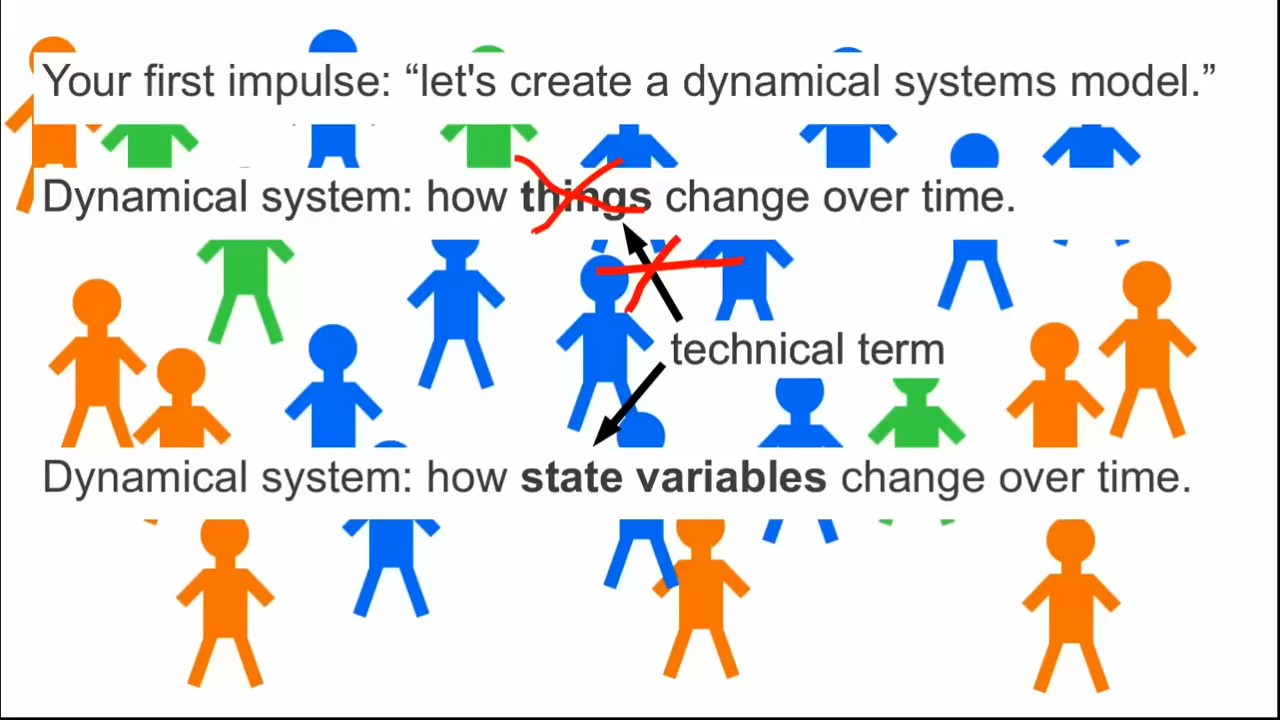 Your first impulse: “let's create a dynamical systems model.”
Dynamical system: how things change over time.
technical term
Dynamical system: how state variables change over time.